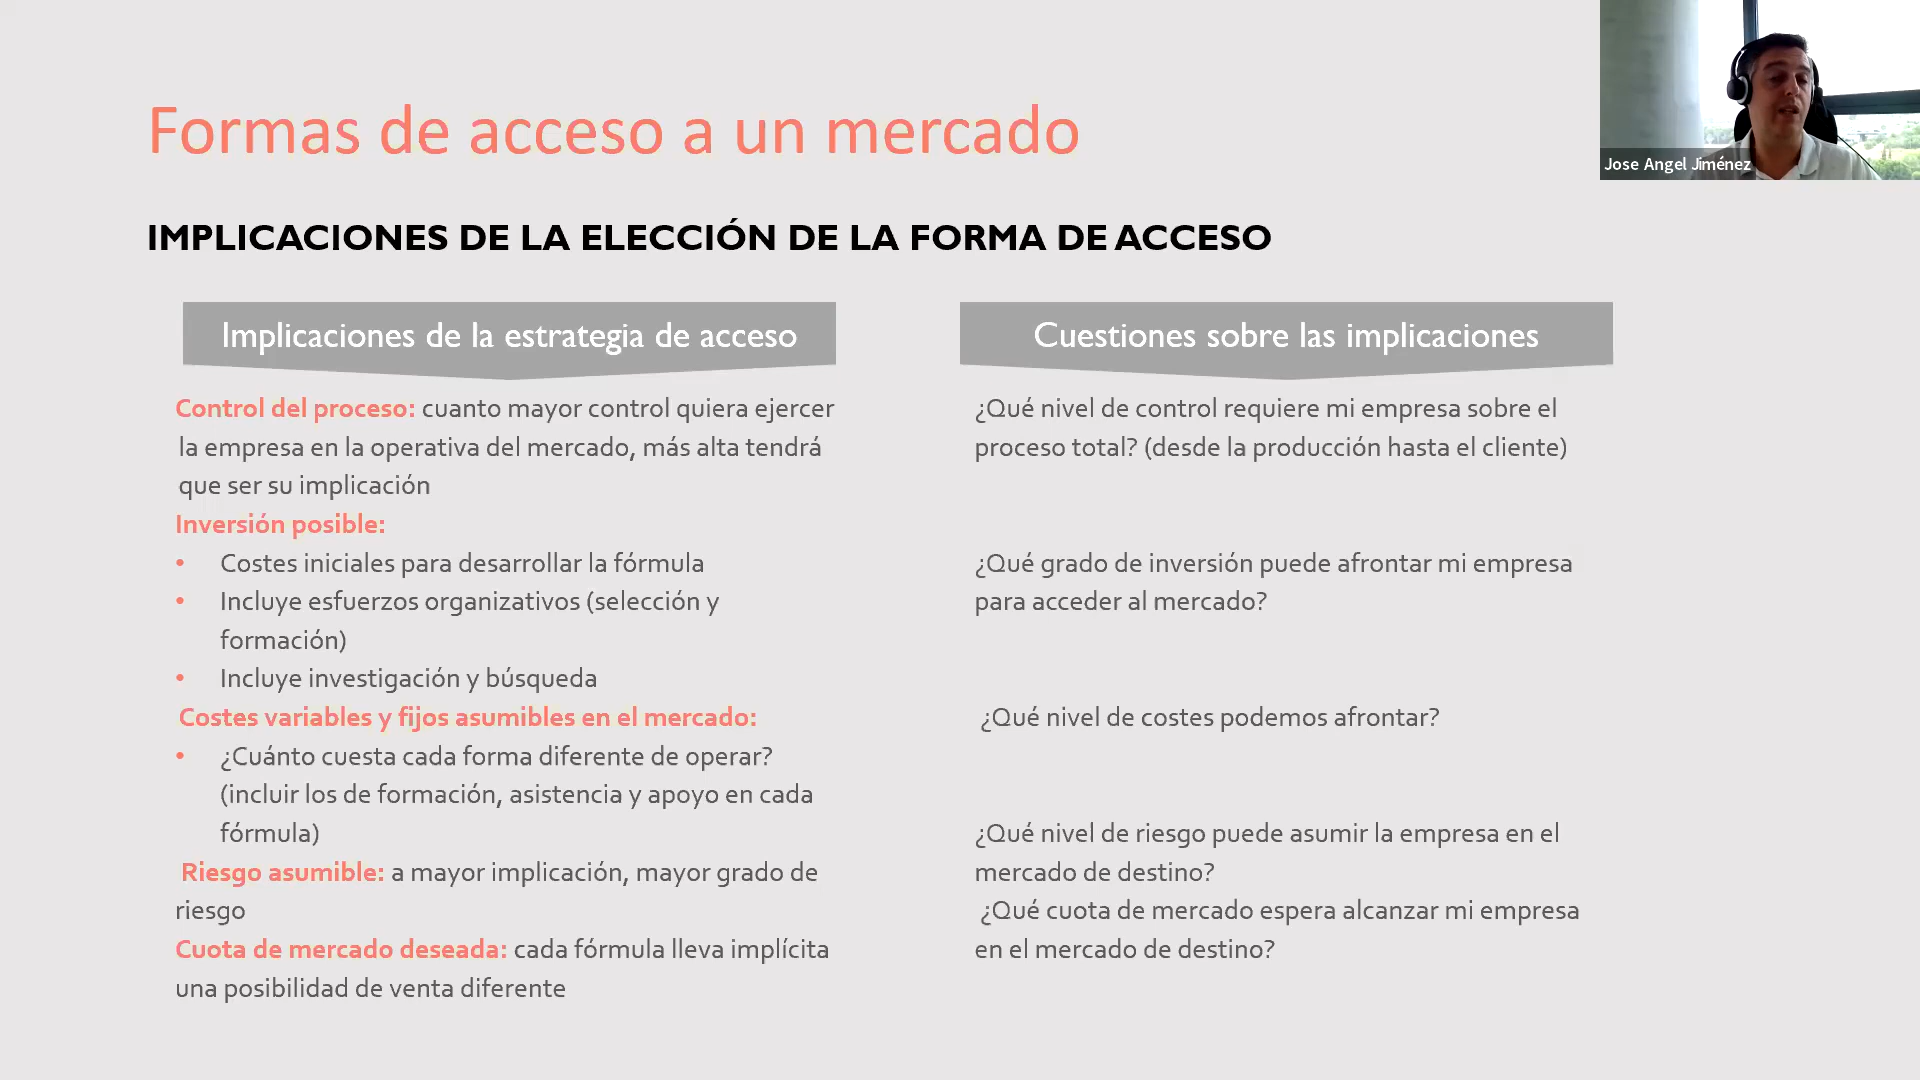 Formas de acceso a un mercado
Jose Angel Jiménez
IMPLICACIONES DE LA ELECCIÓN DE LA FORMA DE ACCESO
Implicaciones de la estrategia de acceso
Control del proceso: cuanto mayor control quiera ejercer
la empresa en la operativa del mercado, más alta tendrá
que ser su implicación
Inversión posible:
• Costes iniciales para desarrollar la fórmula
• Incluye esfuerzos organizativos (selección y
formación)
• Incluye investigación y búsqueda
Costes variables y fijos asumibles en el mercado:
• ¿Cuánto cuesta cada forma diferente de operar?
(incluir los de formación, asistencia y apoyo en cada
fórmula)
Riesgo asumible: a mayor implicación, mayor grado de
riesgo
Cuota de mercado deseada: cada fórmula lleva implícita
una posibilidad de venta diferente
Cuestiones sobre las implicaciones
¿Qué nivel de control requiere mi empresa sobre el
proceso total? (desde la producción hasta el cliente)
¿Qué grado de inversión puede afrontar mi empresa
para acceder al mercado?
¿Qué nivel de costes podemos afrontar?
¿Qué nivel de riesgo puede asumir la empresa en el
mercado de destino?
¿Qué cuota de mercado espera alcanzar mi empresa
en el mercado de destino?